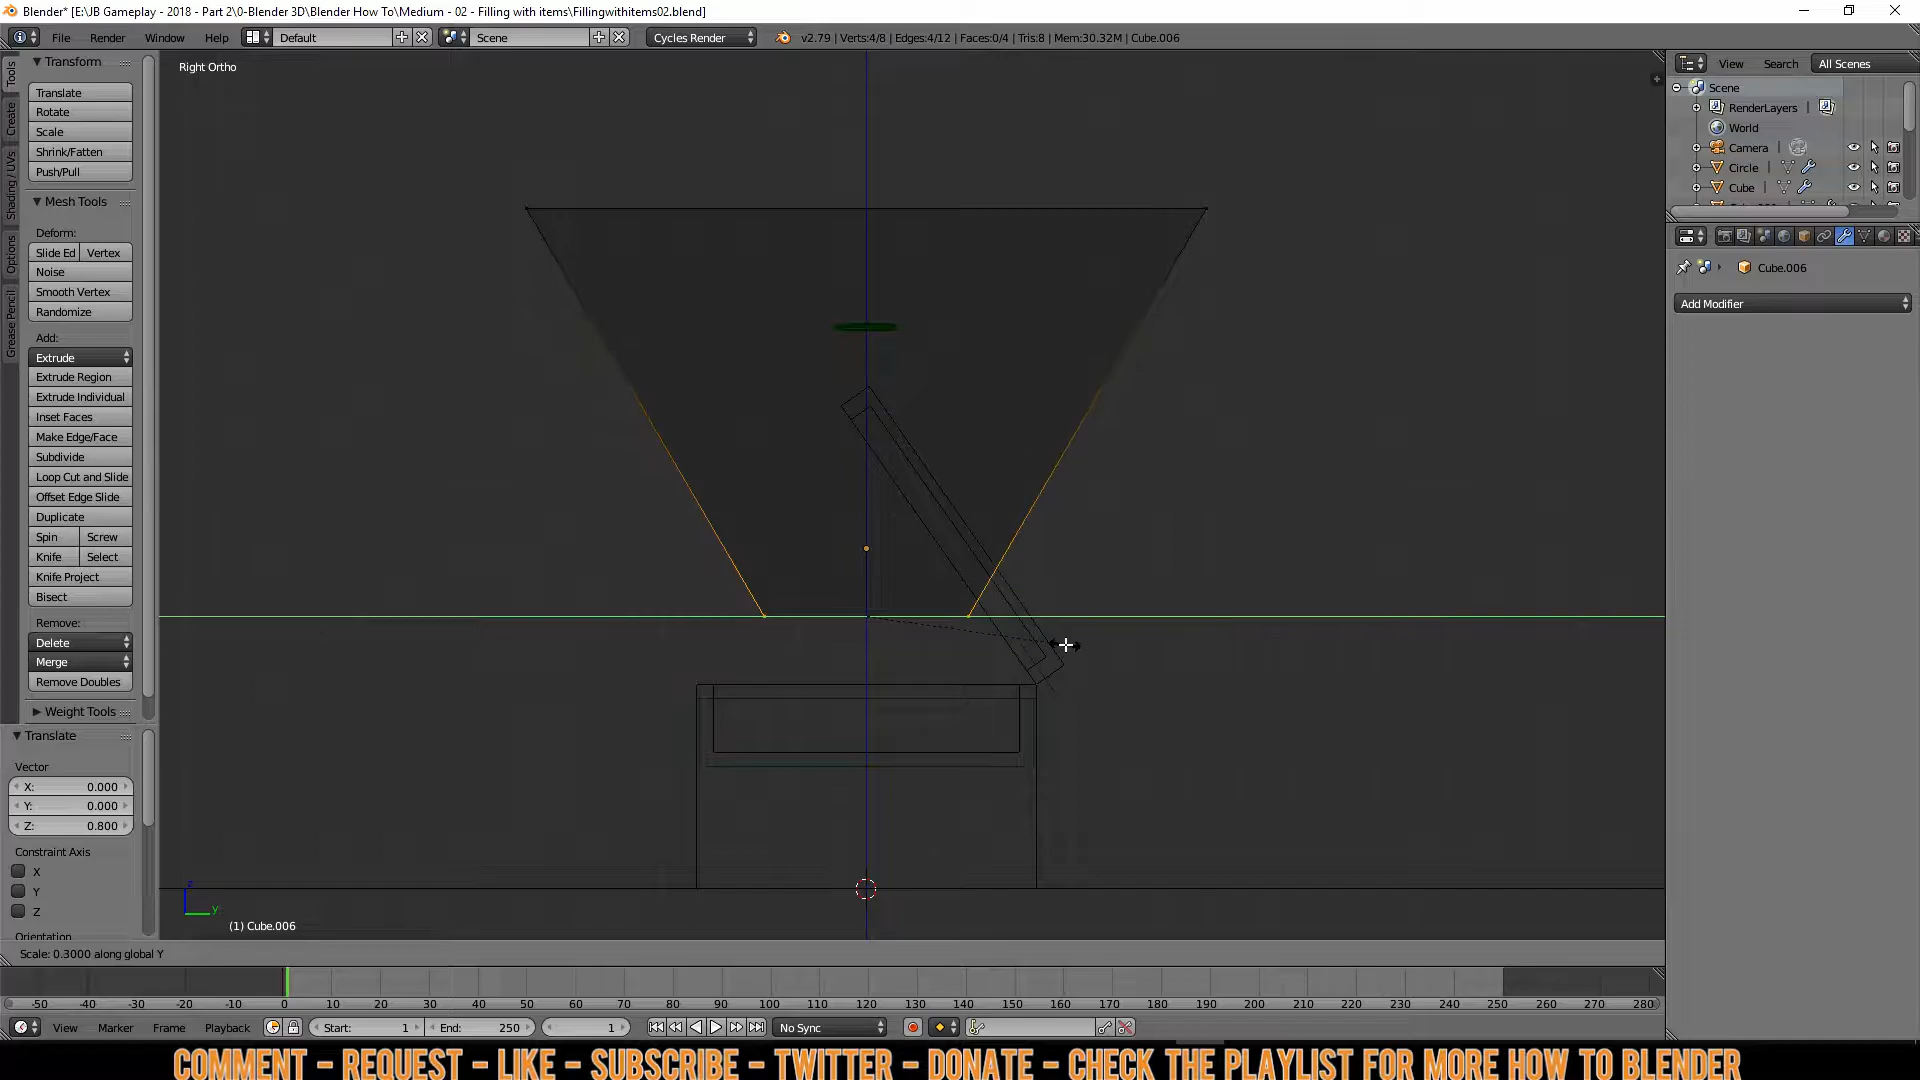 Blender* [E:\JB Gameplay - 2018 - Part 2\0-Blender 3D\Blender How To\Medium - 02 - Filling with items\Fillingwithitems02.blend]
File Render Window Help Default Scene Cycles Render v2.79 | Verts:4/8 | Edges:4/12 | Faces:0/4 | Tris:8 | Mem:30.32M | Cube.006
Tools
Create
Shading / UVs
Options
Grease Pencil
Transform
Translate
Rotate
Scale
Shrink/Fatten
Push/Pull
Mesh Tools
Deform:
Slide Ed Vertex
Noise
Smooth Vertex
Randomize
Add:
Extrude
Extrude Region
Extrude Individual
Inset Faces
Make Edge/Face
Subdivide
Loop Cut and Slide
Offset Edge Slide
Duplicate
Spin Screw
Knife Select
Knife Project
Bisect
Remove:
Delete
Merge
Remove Doubles
Weight Tools
Translate
Vector
X: 0.000
Y: 0.000
Z: 0.800
Constraint Axis
X
Y
Z
Orientation
Right Ortho
z
y
(1) Cube.006
Scale: 0.3000 along global Y
View Search All Scenes
Scene
RenderLayers
World
Camera
Circle
Cube
Cube.006
Add Modifier
-50 -40 -30 -20 -10 0 10 20 30 40 50 60 70 80 90 100 110 120 130 140 150 160 170 180 190 200 210 220 230 240 250 260 270 280
View Marker Frame Playback Start: 1 End: 250 1 No Sync
COMMENT - REQUEST - LIKE - SUBSCRIBE - TWITTER - DONATE - CHECK THE PLAYLIST FOR MORE HOW TO BLENDER